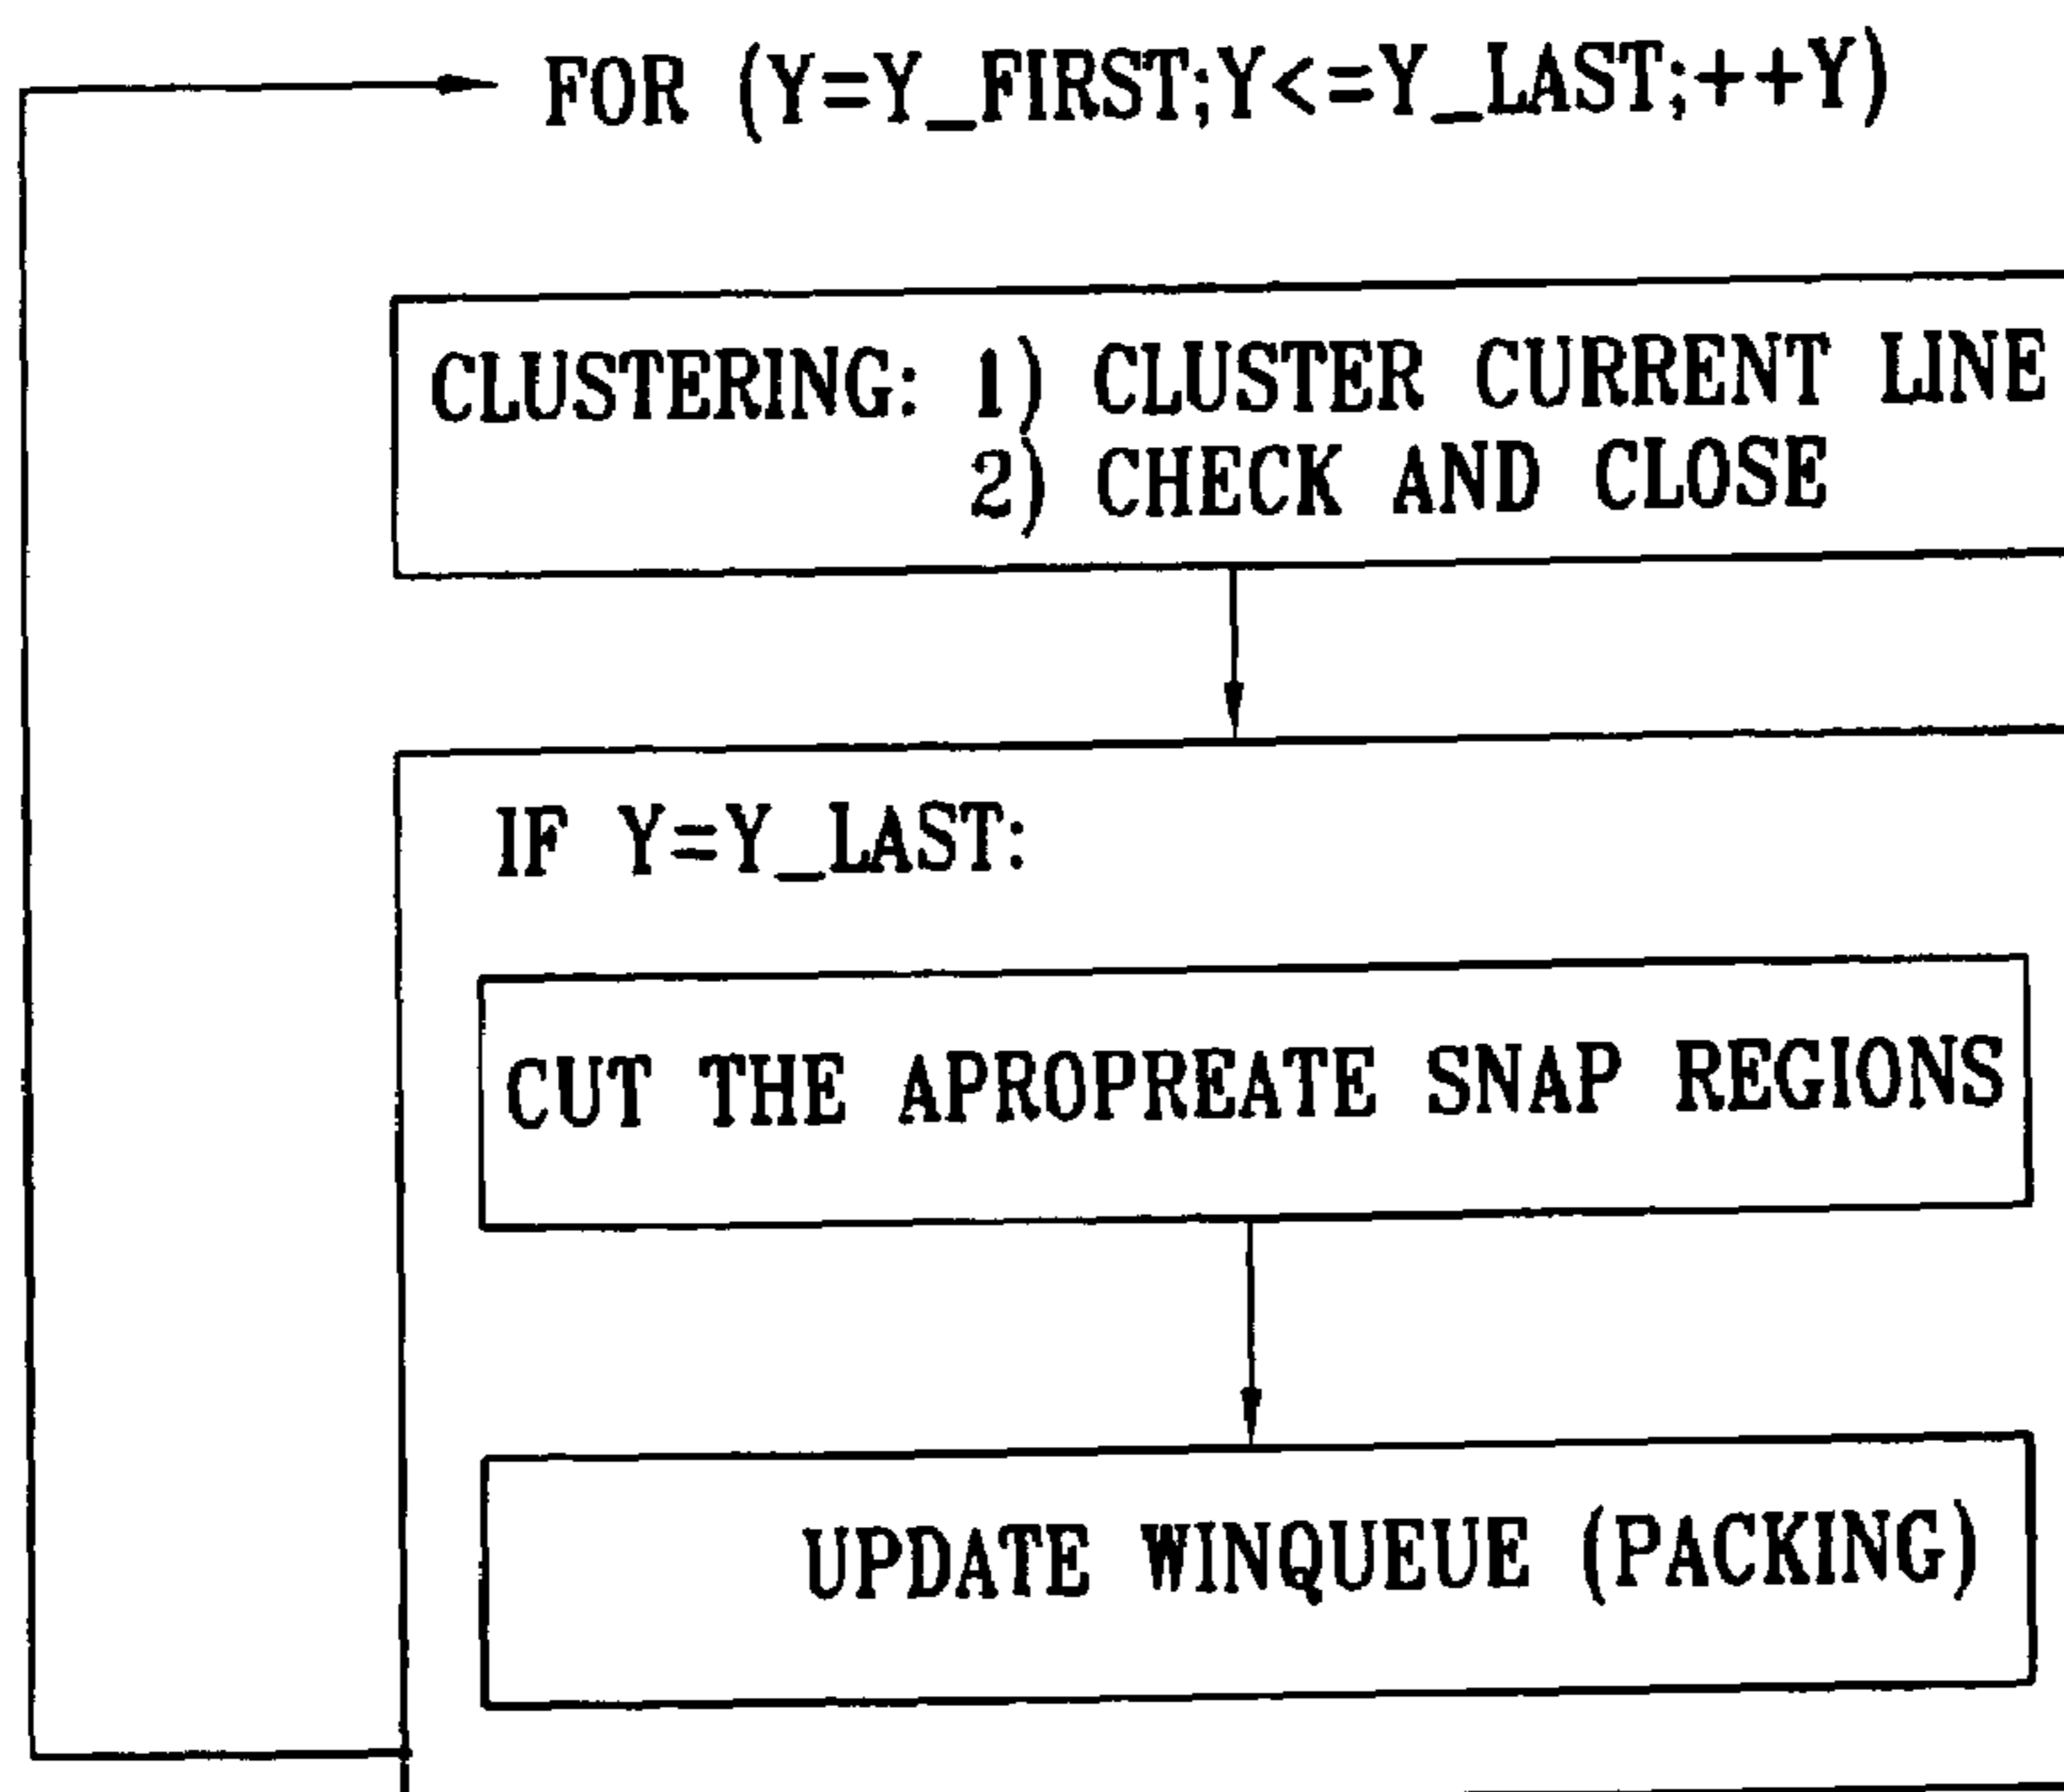 FOR (Y=Y_FIRST;Y<=Y_LAST;++Y)
CLUSTERING: 1) CLUSTER CURRENT LINE
2) CHECK AND CLOSE
IF Y=Y_LAST:
CUT THE APROPREATE SNAP REGIONS
UPDATE WINQUEUE (PACKING)